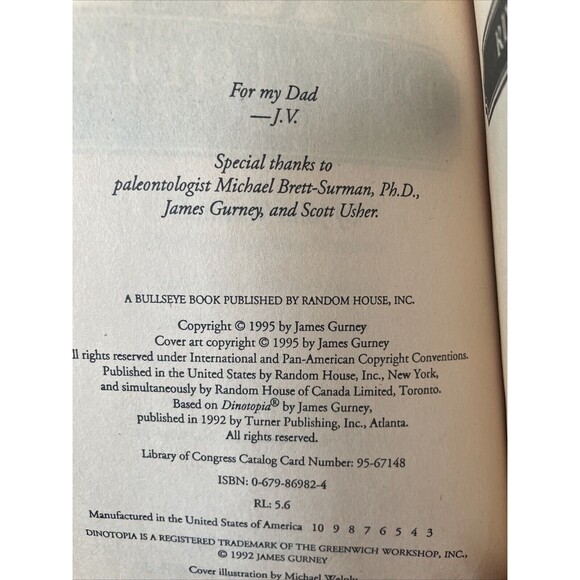 For my Dad
—J.V.
Special thanks to
paleontologist Michael Brett-Surman, Ph.D.,
James Gurney, and Scott Usher.
A BULLSEYE BOOK PUBLISHED BY RANDOM HOUSE, INC.
Copyright © 1995 by James Gurney
Cover art copyright © 1995 by James Gurney
ll rights reserved under International and Pan-American Copyright Conventions.
Published in the United States by Random House, Inc., New York,
and simultaneously by Random House of Canada Limited, Toronto.
Based on Dinotopia® by James Gurney,
published in 1992 by Turner Publishing, Inc., Atlanta.
All rights reserved.
Library of Congress Catalog Card Number: 95-67148
ISBN: 0-679-86982-4
RL: 5.6
Manufactured in the United States of America 10 9 8 7 6 5 4 3
DINOTOPIA IS A REGISTERED TRADEMARK OF THE GREENWICH WORKSHOP, INC.,
© 1992 JAMES GURNEY
Cover illustration by Michael